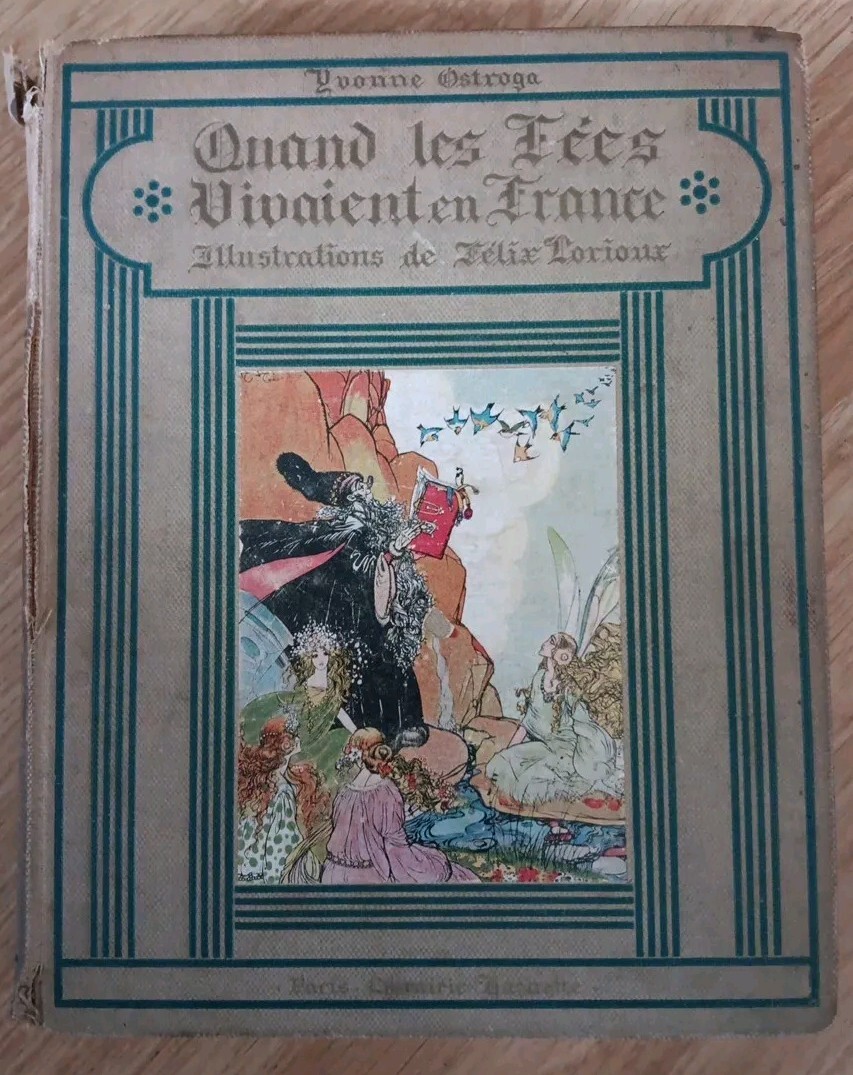 Yvonne Ostroga
Quand les Fées
Vivaient en France
Illustrations de Félix Lorioux
Paris - Librairie Hachette -